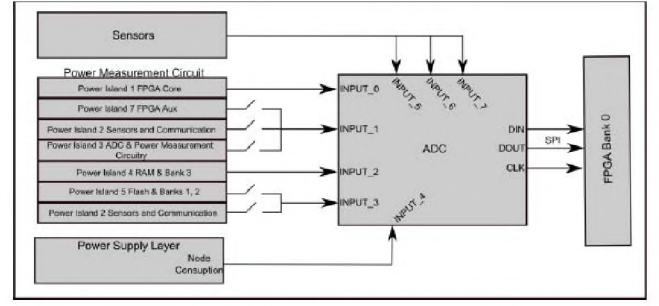 Sensors
Power Measurement Circuit
Power Island 1 FPGA Core
Power Island 7 FPGA Aux
Power Island 2 Sensors and Communication
Power Island 3 ADC & Power Measurement
Circuitry
Power Island 4 RAM & Bank 3
Power Island 5 Flash & Banks 1, 2
Power Island 2 Sensors and Communication
Power Supply Layer
Node
Consuption
INPUT_0
INPUT_1
INPUT_2
INPUT_3
INPUT_4
INPUT_5
INPUT_6
INPUT_7
ADC
DIN
DOUT
CLK
SPI
FPGA Bank 0